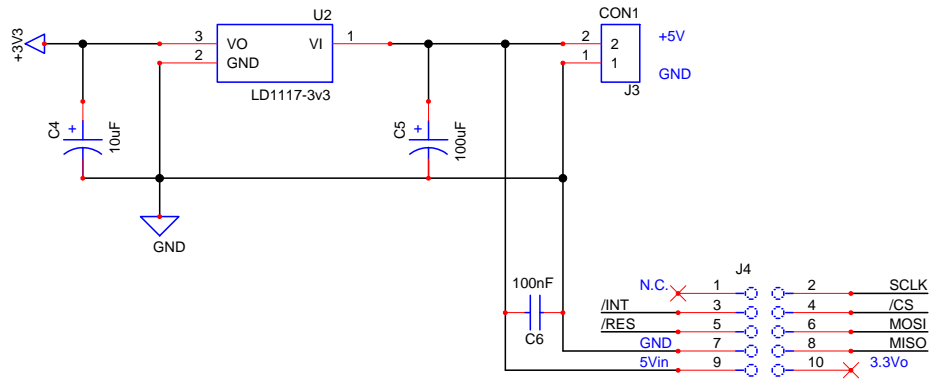 U2
CON1
+3V3
3 VO VI 1
2 GND
2 2 +5V
1 1
GND
LD1117-3v3
J3
C4 + 10uF
C5 + 100uF
GND
J4
100nF
C6
N.C. 1 2 SCLK
/INT 3 4 /CS
/RES 5 6 MOSI
GND 7 8 MISO
5Vin 9 10 3.3Vo